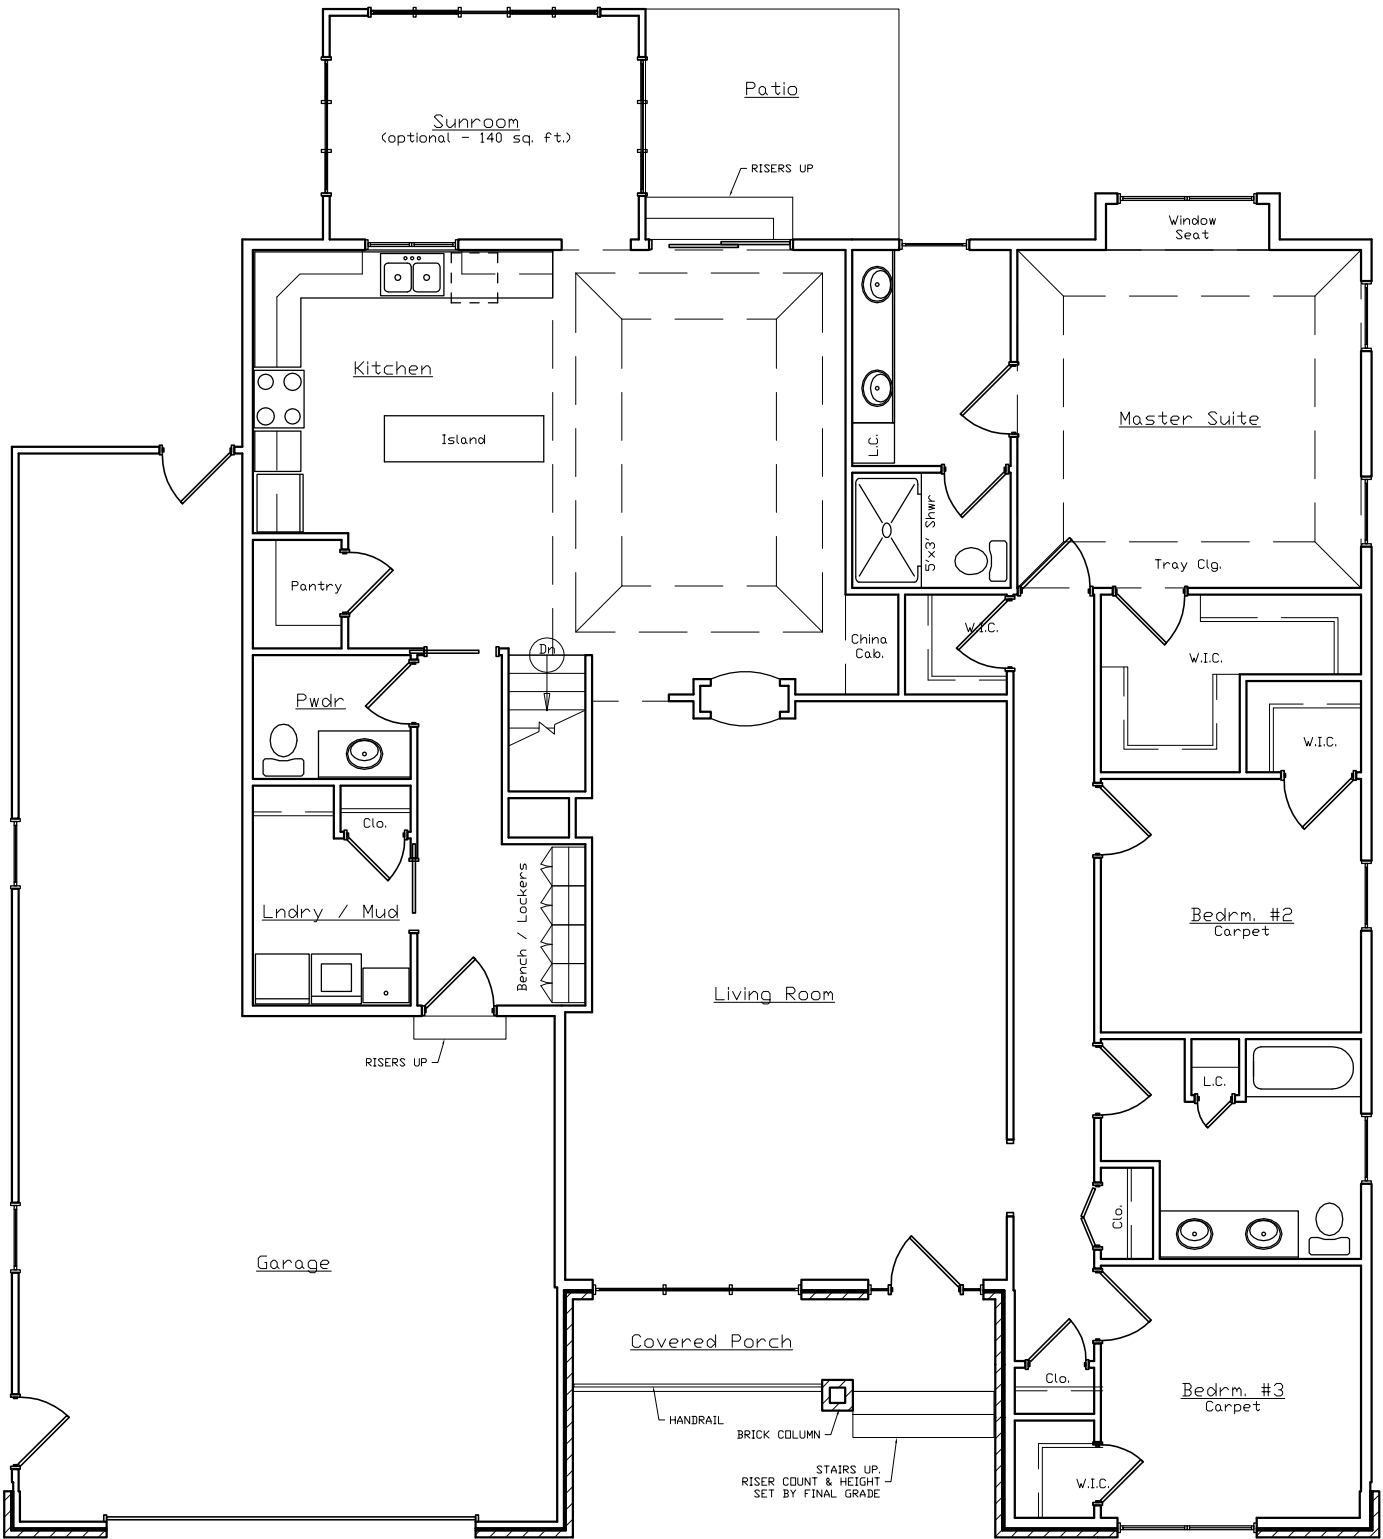 Patio
Sunroom
(optional - 140 sq. ft.)
RISERS UP
Window
Seat
Kitchen
Island
L.C.
Master Suite
5'x3' Shwr
Tray Clg.
Pantry
Dn
China
Cab.
W.I.C.
W.I.C.
Pwdr
W.I.C.
Clo.
Lndry / Mud
Bench / Lockers
Bedrm. #2
Carpet
Living Room
RISERS UP
L.C.
Clo.
Garage
Covered Porch
Clo.
Bedrm. #3
Carpet
HANDRAIL
BRICK COLUMN
STAIRS UP.
RISER COUNT & HEIGHT
SET BY FINAL GRADE
W.I.C.